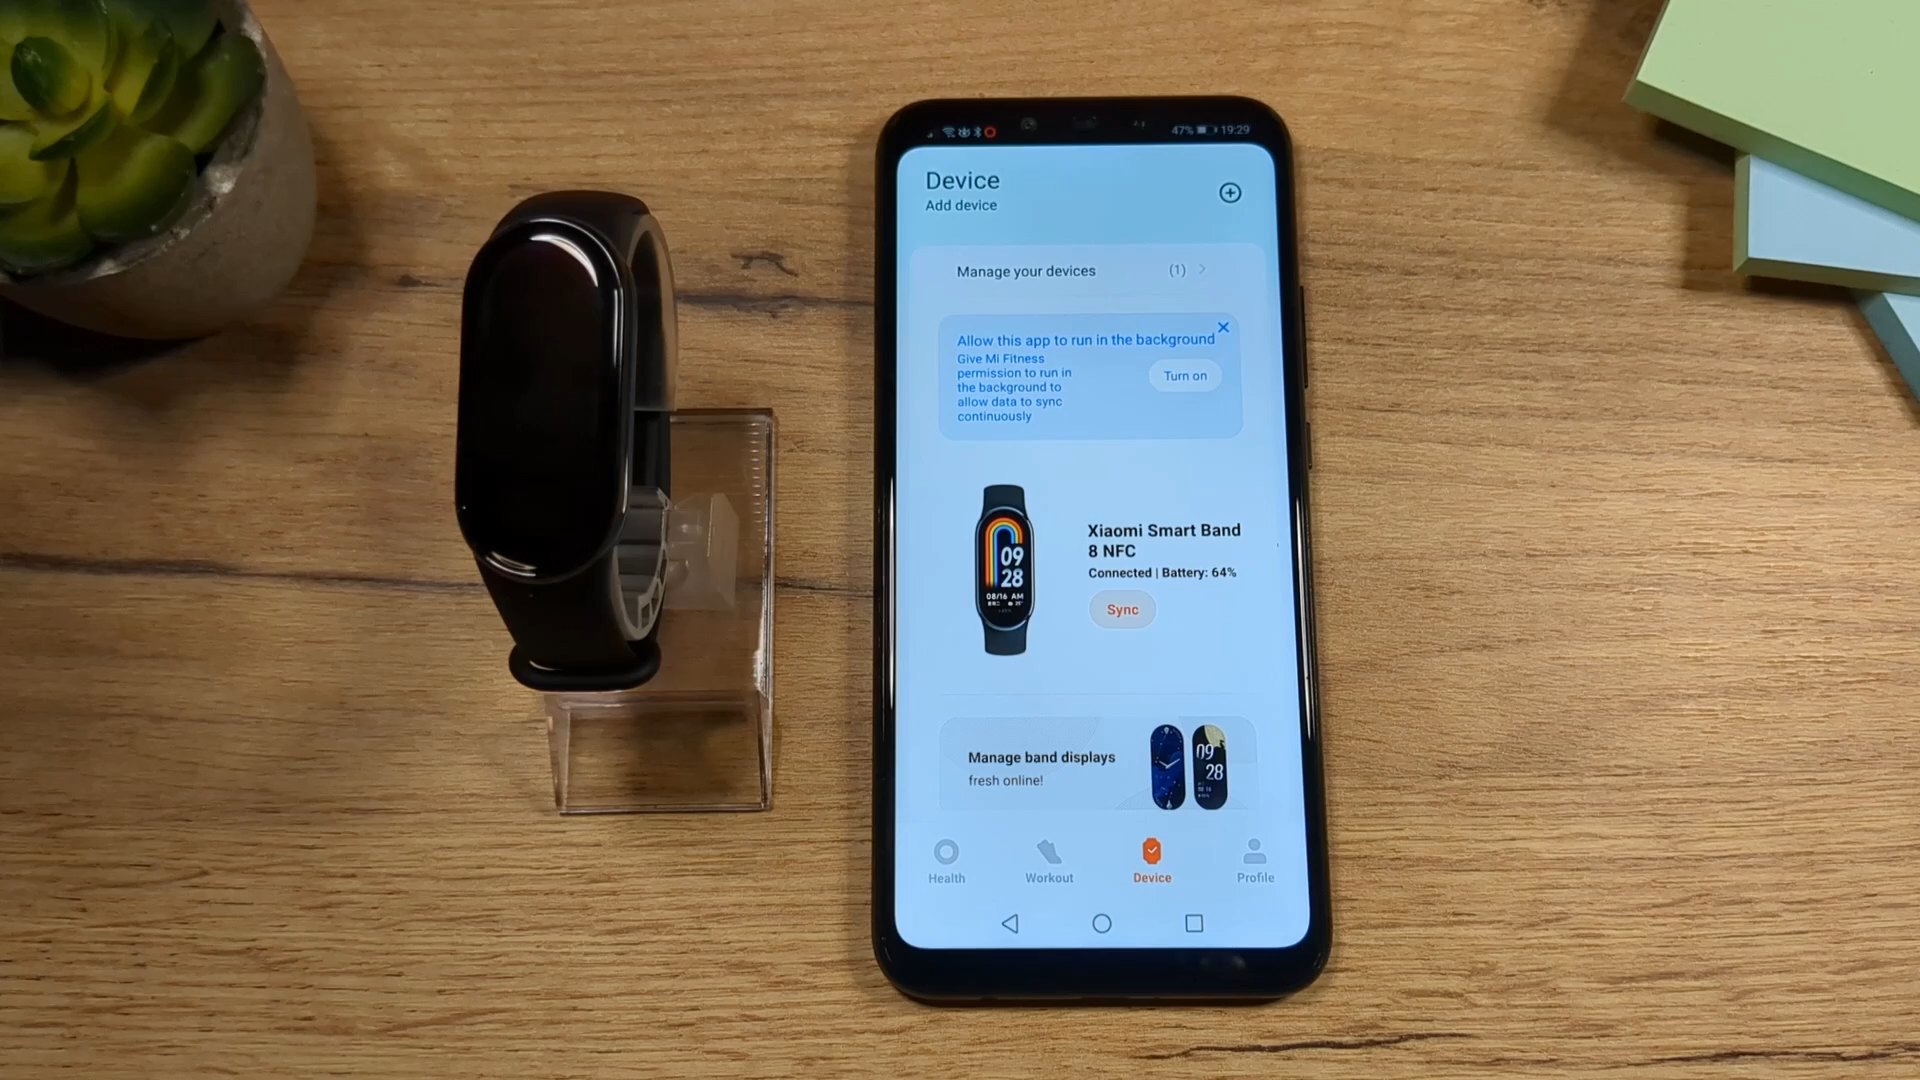 47% 19:29
Device
Add device
Manage your devices (1)
Allow this app to run in the background
Give Mi Fitness
permission to run in
the background to
allow data to sync
continuously
Turn on
Xiaomi Smart Band
8 NFC
Connected | Battery: 64%
Sync
09
28
08/16 AM
Manage band displays
fresh online!
09
28
Health Workout Device Profile